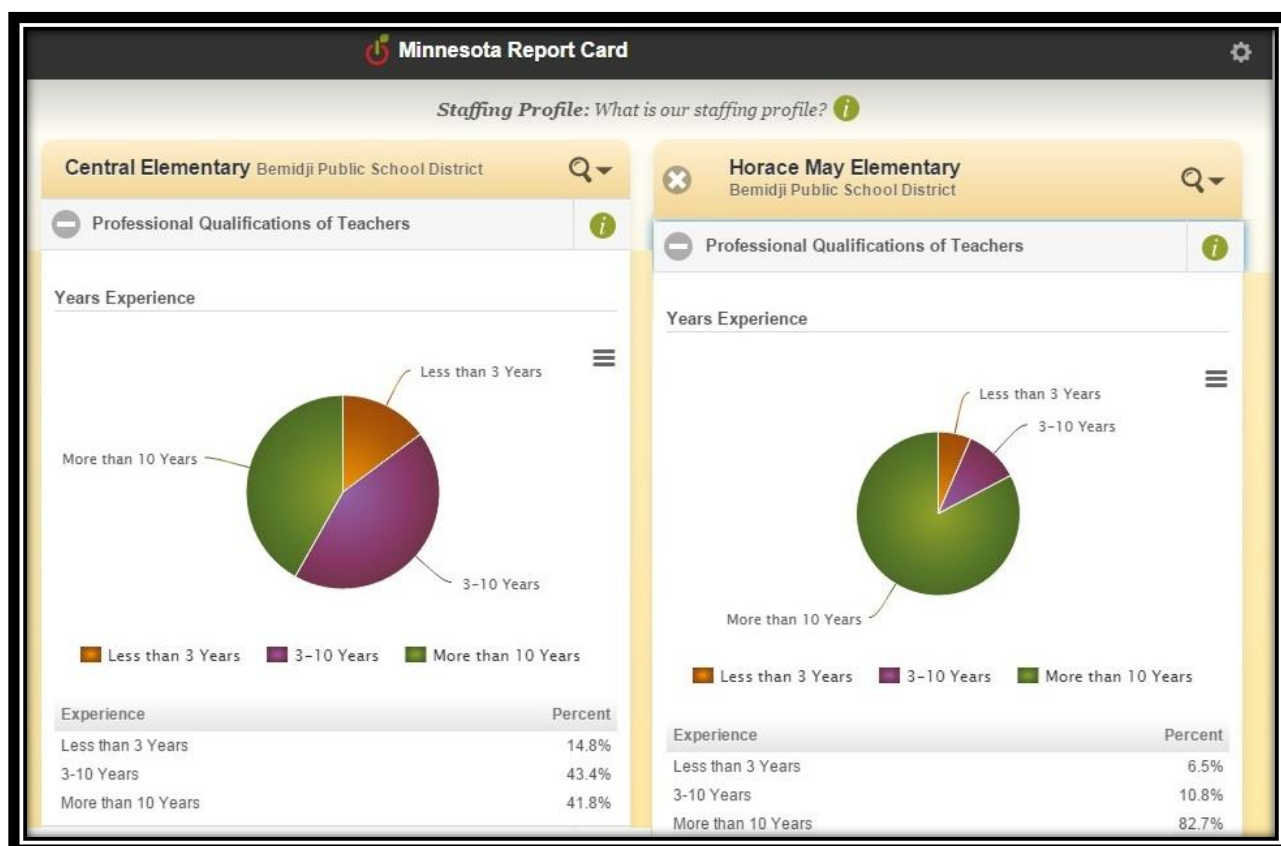 Minnesota Report Card
Staffing Profile: What is our staffing profile? i
Central Elementary Bemidji Public School District
Professional Qualifications of Teachers i
Years Experience
Less than 3 Years
More than 10 Years
3-10 Years
Less than 3 Years 3-10 Years More than 10 Years
Experience Percent
Less than 3 Years 14.8%
3-10 Years 43.4%
More than 10 Years 41.8%
Horace May Elementary
Bemidji Public School District
Professional Qualifications of Teachers i
Years Experience
Less than 3 Years
3-10 Years
More than 10 Years
Less than 3 Years 3-10 Years More than 10 Years
Experience Percent
Less than 3 Years 6.5%
3-10 Years 10.8%
More than 10 Years 82.7%